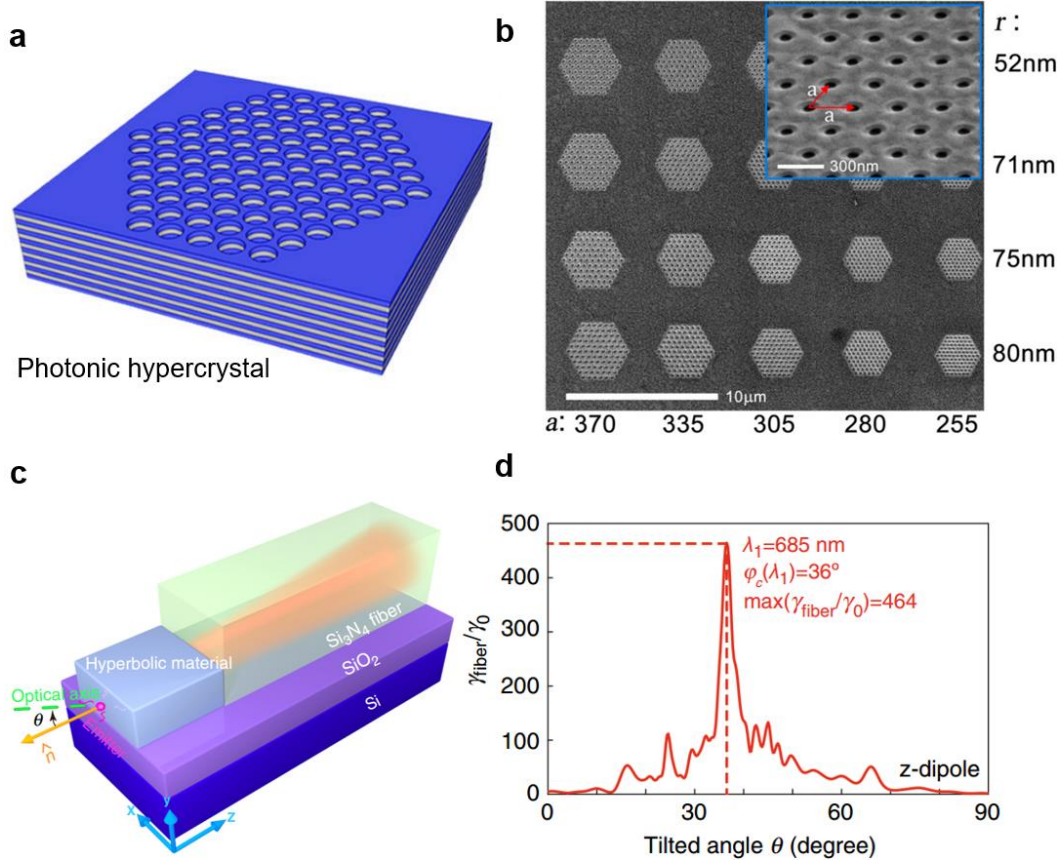 a
Photonic hypercrystal
b
r :
52nm
71nm
75nm
80nm
a
a
300nm
10μm
a: 370 335 305 280 255
c
Hyperbolic material
Si₃N₄ fiber
SiO₂
Si
Optical axis
θ
n̂
x
y
z
d
500
400
300
200
100
0
γfiber/γ₀
λ₁=685 nm
φc(λ₁)=36º
max(γfiber/γ₀)=464
z-dipole
0 30 60 90
Tilted angle θ (degree)